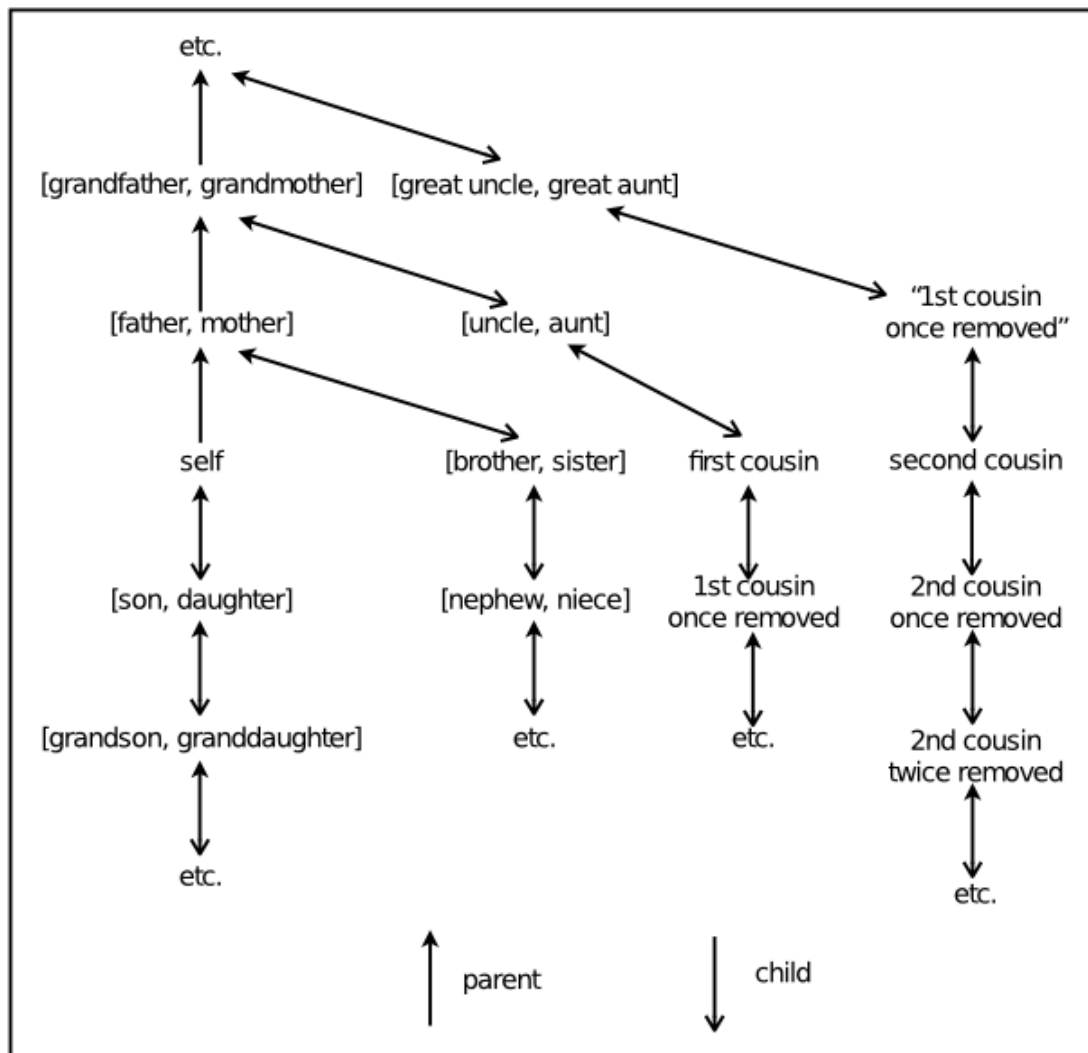 etc.
[grandfather, grandmother]
[great uncle, great aunt]
[father, mother]
[uncle, aunt]
“1st cousin
once removed”
self
[brother, sister]
first cousin
second cousin
[son, daughter]
[nephew, niece]
1st cousin
once removed
2nd cousin
once removed
[grandson, granddaughter]
etc.
etc.
2nd cousin
twice removed
etc.
etc.
parent
child